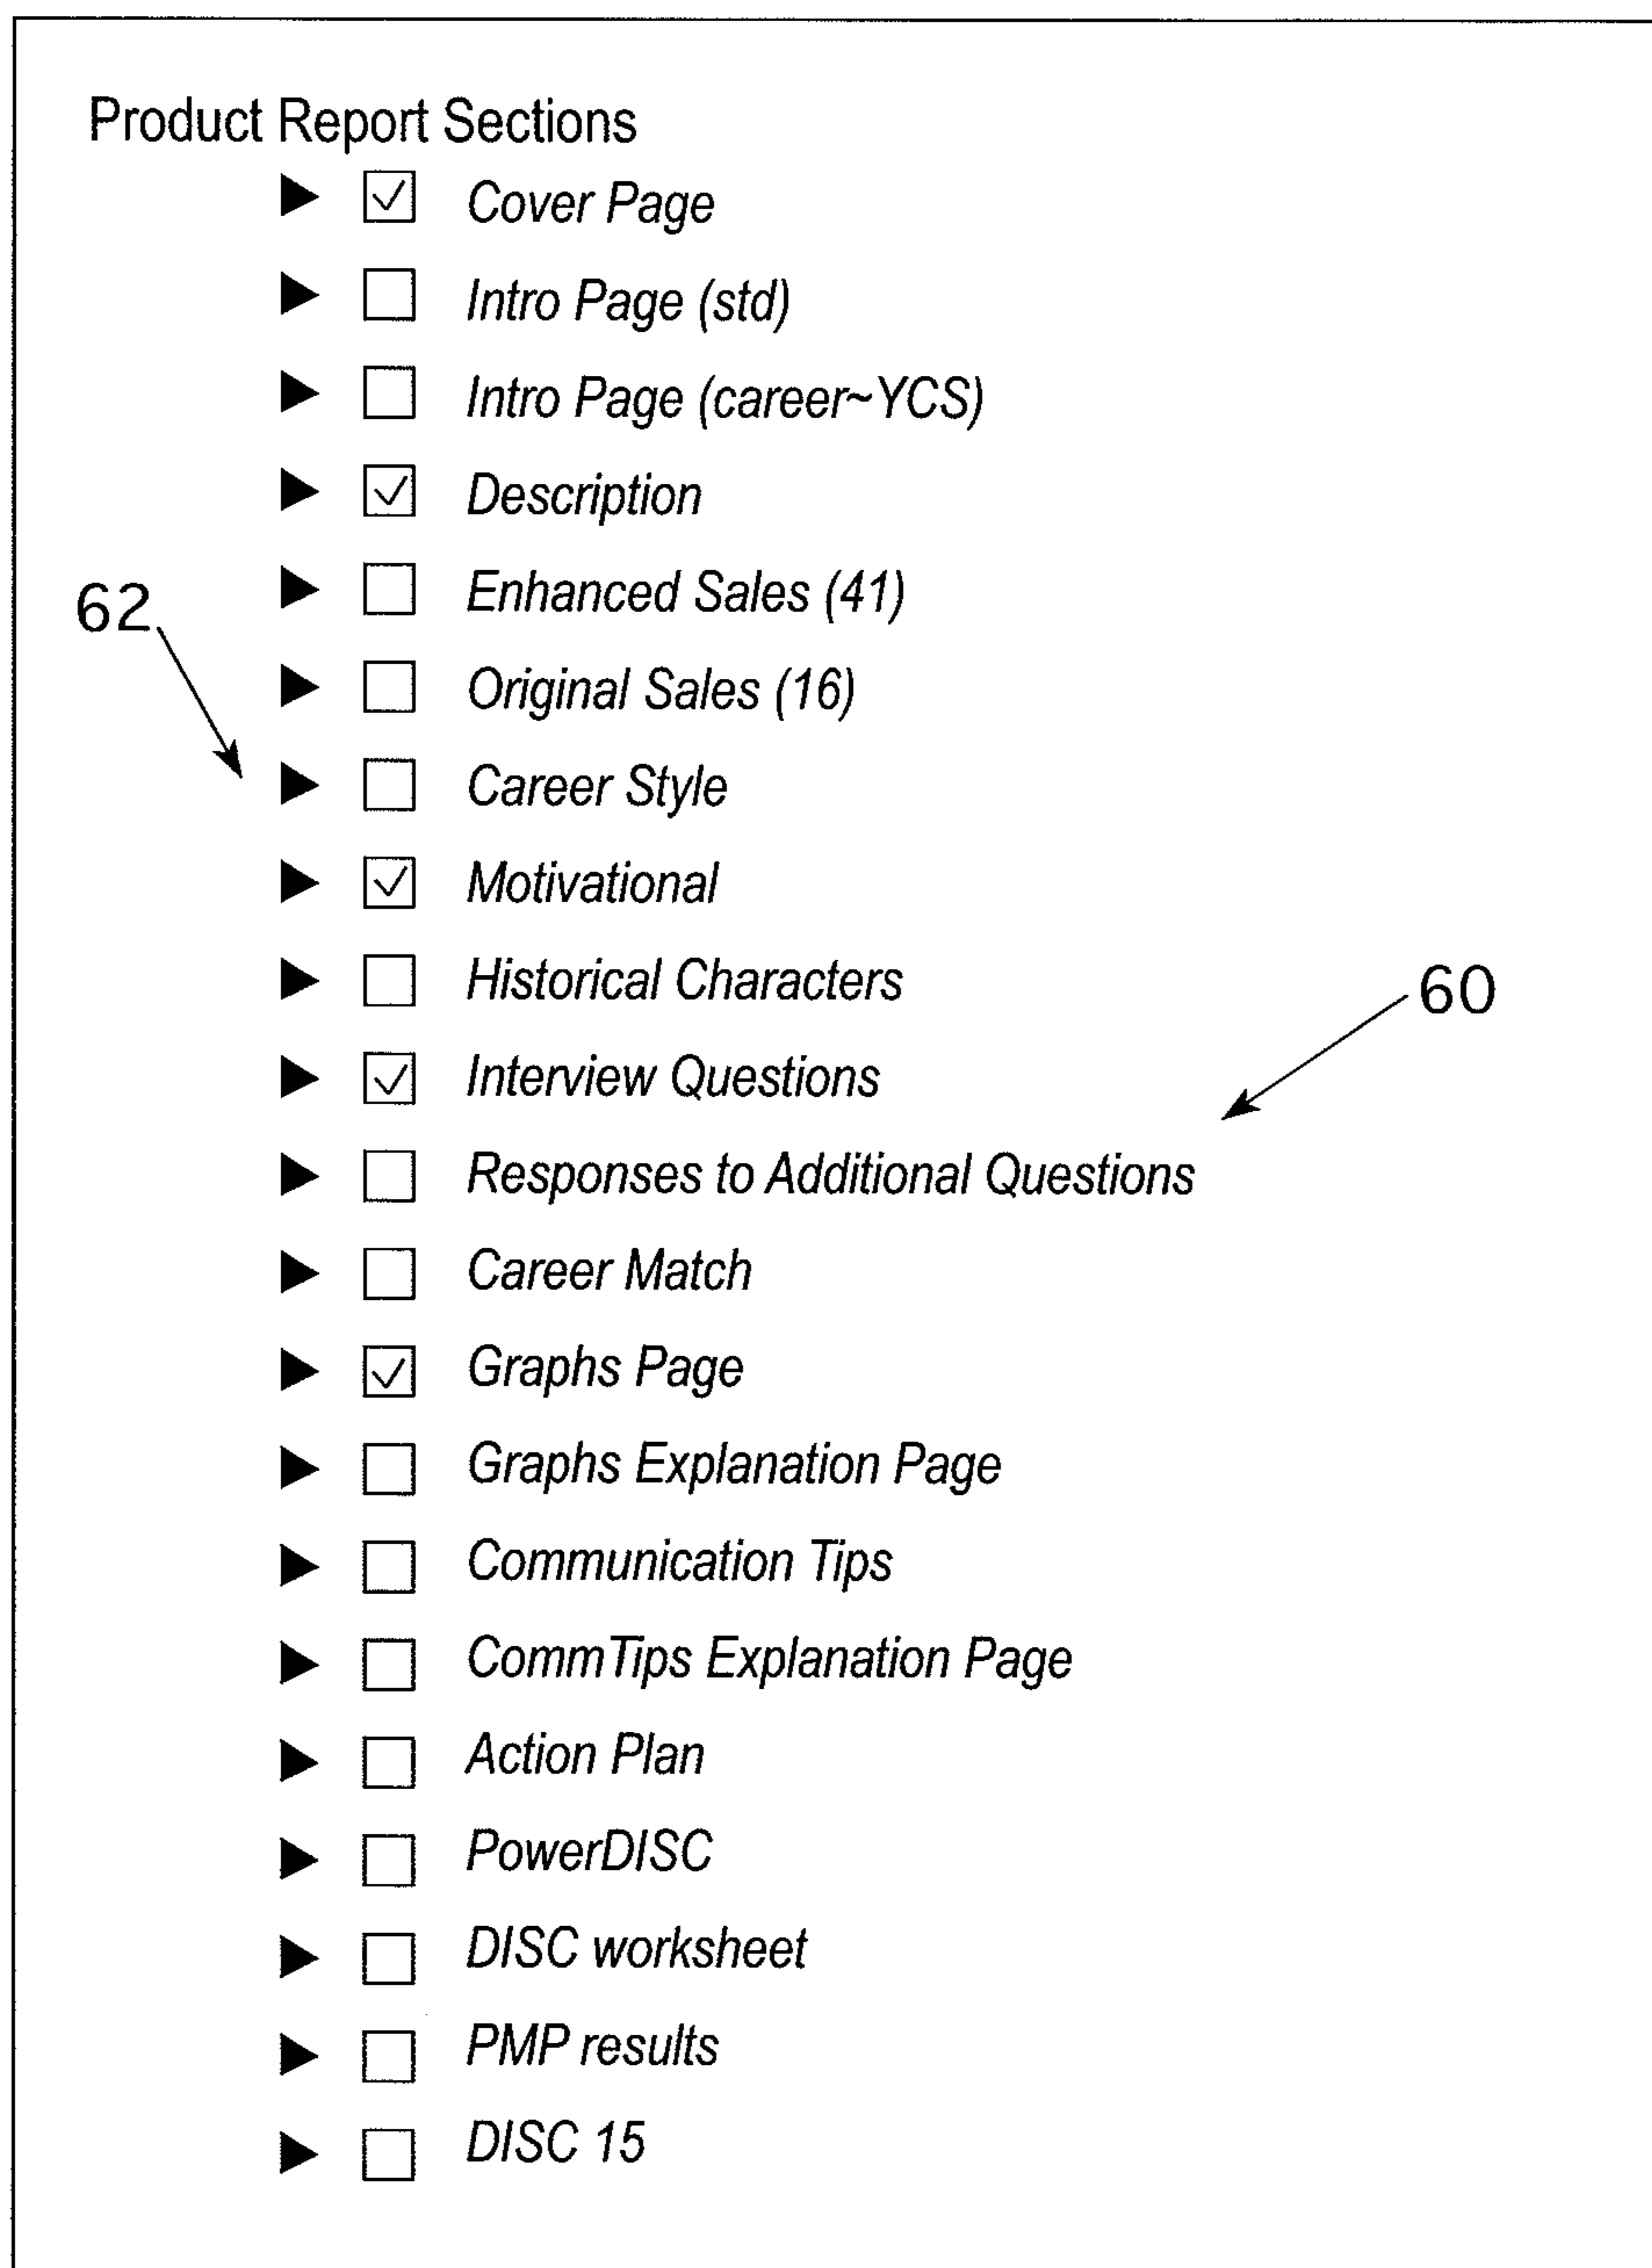 Product Report Sections
Cover Page
Intro Page (std)
Intro Page (career~YCS)
Description
Enhanced Sales (41)
62
Original Sales (16)
Career Style
Motivational
Historical Characters
60
Interview Questions
Responses to Additional Questions
Career Match
Graphs Page
Graphs Explanation Page
Communication Tips
CommTips Explanation Page
Action Plan
PowerDISC
DISC worksheet
PMP results
DISC 15